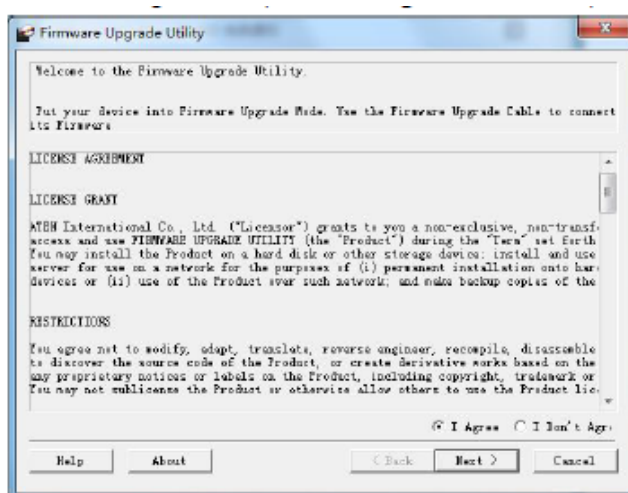 Firmware Upgrade Utility
Welcome to the Firmware Upgrade Utility.
Put your device into Firmware Upgrade Mode. Use the Firmware Upgrade Cable to connect
its Firmware
LICENSE AGREEMENT
LICENSE GRANT
ATEN International Co., Ltd. ("Licensor") grants to you a non-exclusive, non-transf
access and use FIRMWARE UPGRADE UTILITY (the "Product") during the "Term" set forth
You may install the Product on a hard disk or other storage device; install and use
server for use on a network for the purposes of (i) permanent installation onto har
devices or (ii) use of the Product over such network; and make backup copies of the
RESTRICTIONS
You agree not to modify, adapt, translate, reverse engineer, recompile, disassemble
to discover the source code of the Product, or create derivative works based on the
any proprietary notices or labels on the Product, including copyright, trademark or
You may not sublicense the Product or otherwise allow others to use the Product lic
I Agree I Don't Agr
Help About < Back Next > Cancel